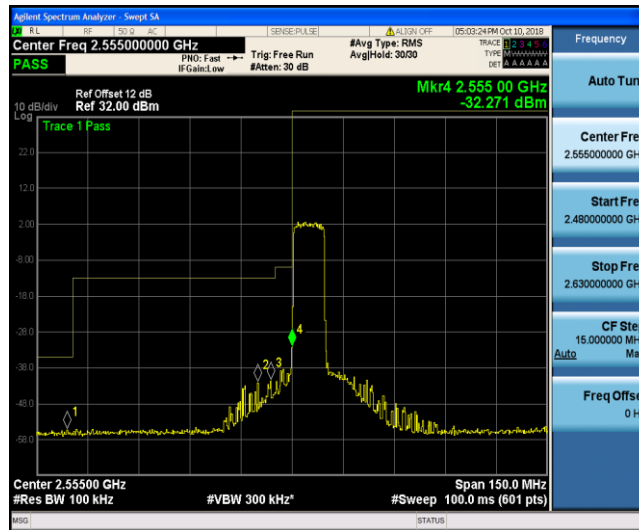 Agilent Spectrum Analyzer - Swept SA
RL RF 50 Ω AC SENSE:PULSE ALIGN OFF 05:03:24 PM Oct 10, 2018
Center Freq 2.555000000 GHz
PASS
PNO: Fast
IFGain:Low
Trig: Free Run
#Atten: 30 dB
#Avg Type: RMS
Avg|Hold: 30/30
TRACE 1 2 3 4 5 6
TYPE M
DET A A A A A A
Ref Offset 12 dB
10 dB/div Ref 32.00 dBm
Log
Mkr4 2.555 00 GHz
-32.271 dBm
Trace 1 Pass
22.0
12.0
2.00
-8.00
-18.0
-28.0
-38.0
-48.0
-58.0
1
2
3
4
Center 2.55500 GHz
Span 150.0 MHz
#Res BW 100 kHz
#VBW 300 kHz*
#Sweep 100.0 ms (601 pts)
MSG
STATUS
Frequency
Auto Tun
Center Fre
2.555000000 GH
Start Fre
2.480000000 GH
Stop Fre
2.630000000 GH
CF Ste
15.000000 MH
Auto Ma
Freq Offse
0 H